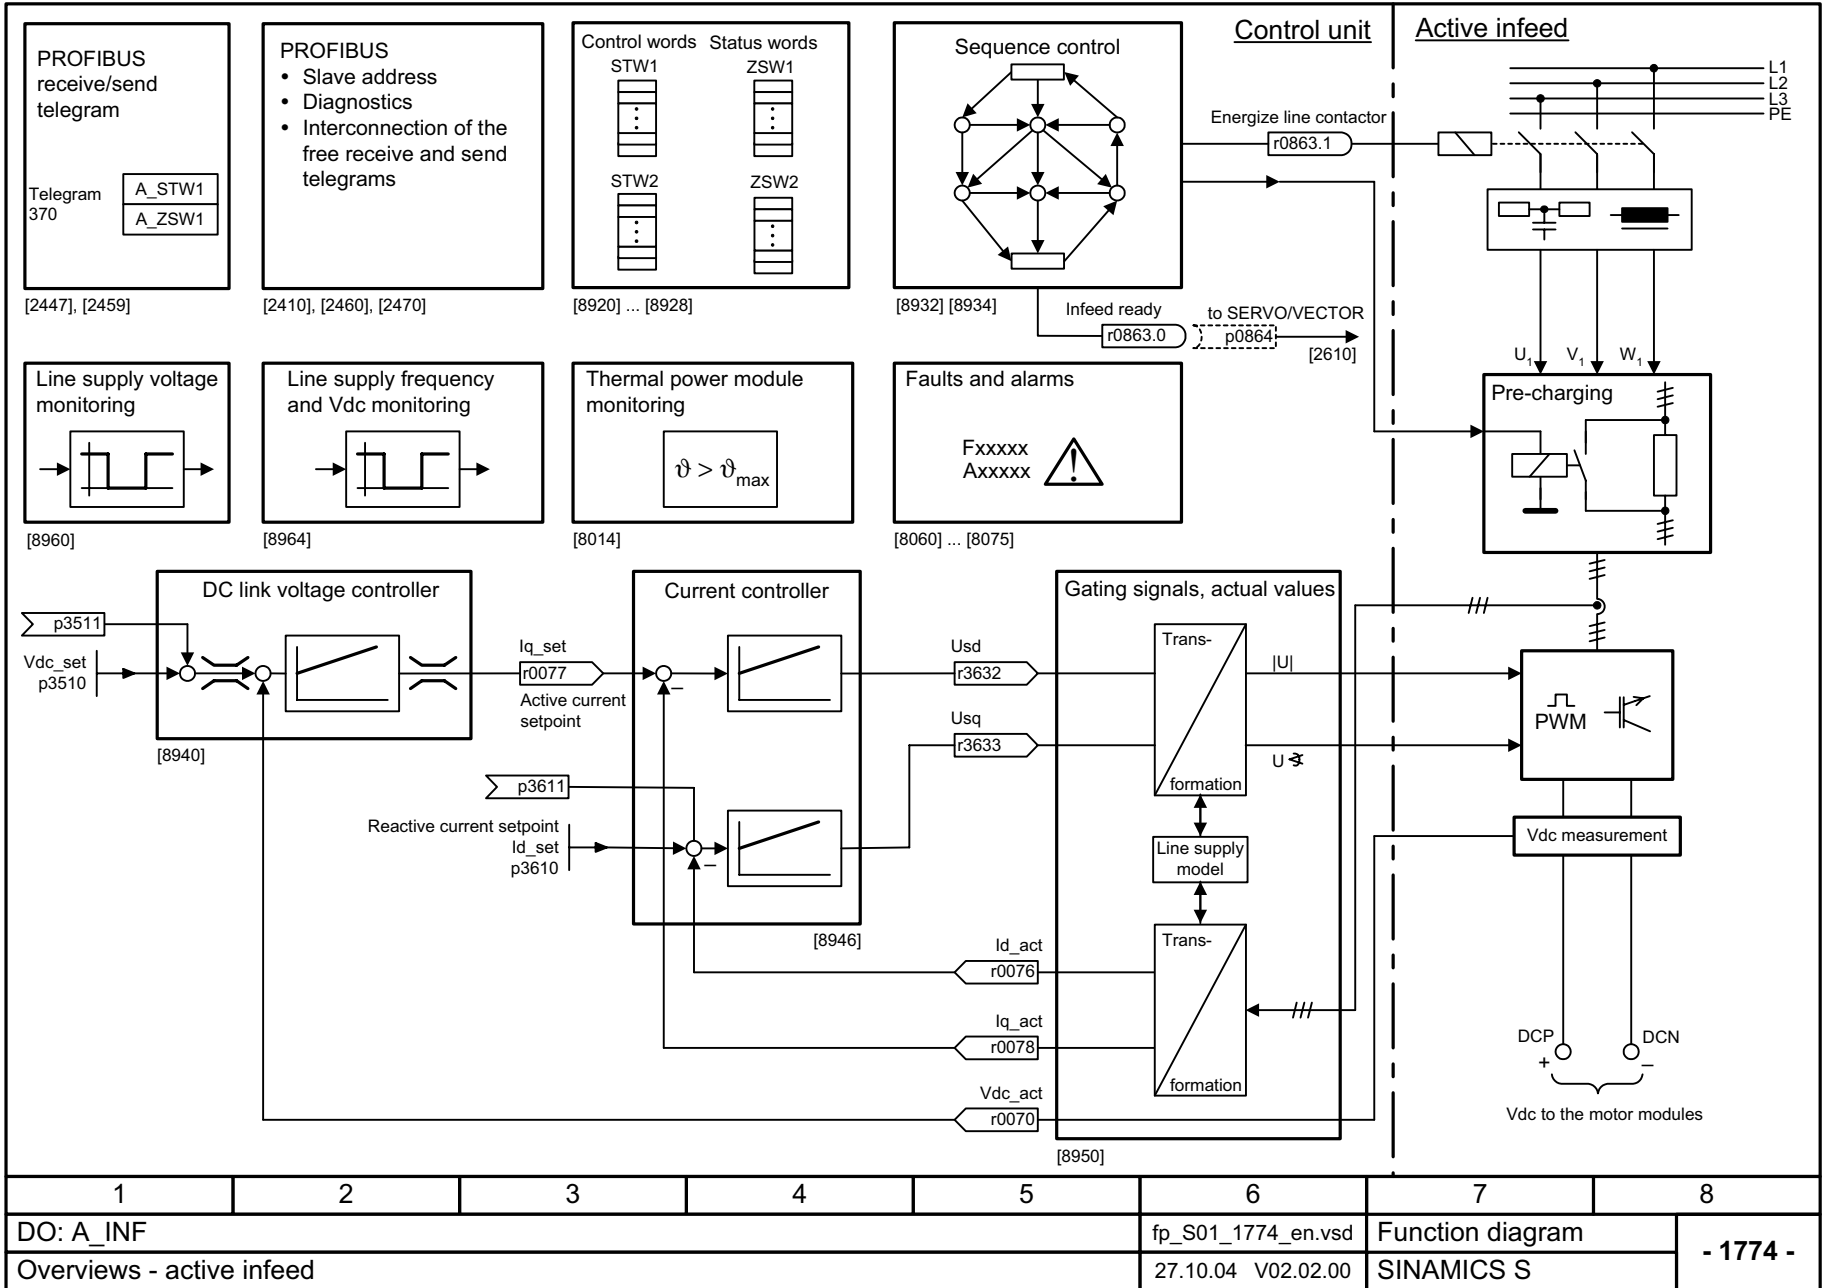 PROFIBUS
receive/send
telegram
Telegram
370
A_STW1
A_ZSW1
[2447], [2459]
PROFIBUS
• Slave address
• Diagnostics
• Interconnection of the
free receive and send
telegrams
[2410], [2460], [2470]
Control words Status words
STW1 ZSW1
STW2 ZSW2
[8920] ... [8928]
Sequence control
[8932] [8934]
Control unit
Active infeed
L1
L2
L3
PE
Energize line contactor
r0863.1
Infeed ready
r0863.0
to SERVO/VECTOR
p0864
[2610]
U1 V1 W1
Pre-charging
Line supply voltage
monitoring
[8960]
Line supply frequency
and Vdc monitoring
[8964]
Thermal power module
monitoring
ϑ > ϑmax
[8014]
Faults and alarms
Fxxxxx
Axxxxx
!
[8060] ... [8075]
DC link voltage controller
p3511
Vdc_set
p3510
[8940]
Iq_set
r0077
Active current
setpoint
Current controller
–
p3611
Reactive current setpoint
Id_set
p3610
–
[8946]
Usd
r3632
Usq
r3633
Gating signals, actual values
Trans-
formation
|U|
U ∢
Line supply
model
Trans-
formation
Id_act
r0076
Iq_act
r0078
Vdc_act
r0070
[8950]
PWM
Vdc measurement
DCP DCN
+ –
Vdc to the motor modules
1 2 3 4 5 6 7 8
DO: A_INF
fp_S01_1774_en.vsd
Function diagram
- 1774 -
Overviews - active infeed
27.10.04 V02.02.00
SINAMICS S